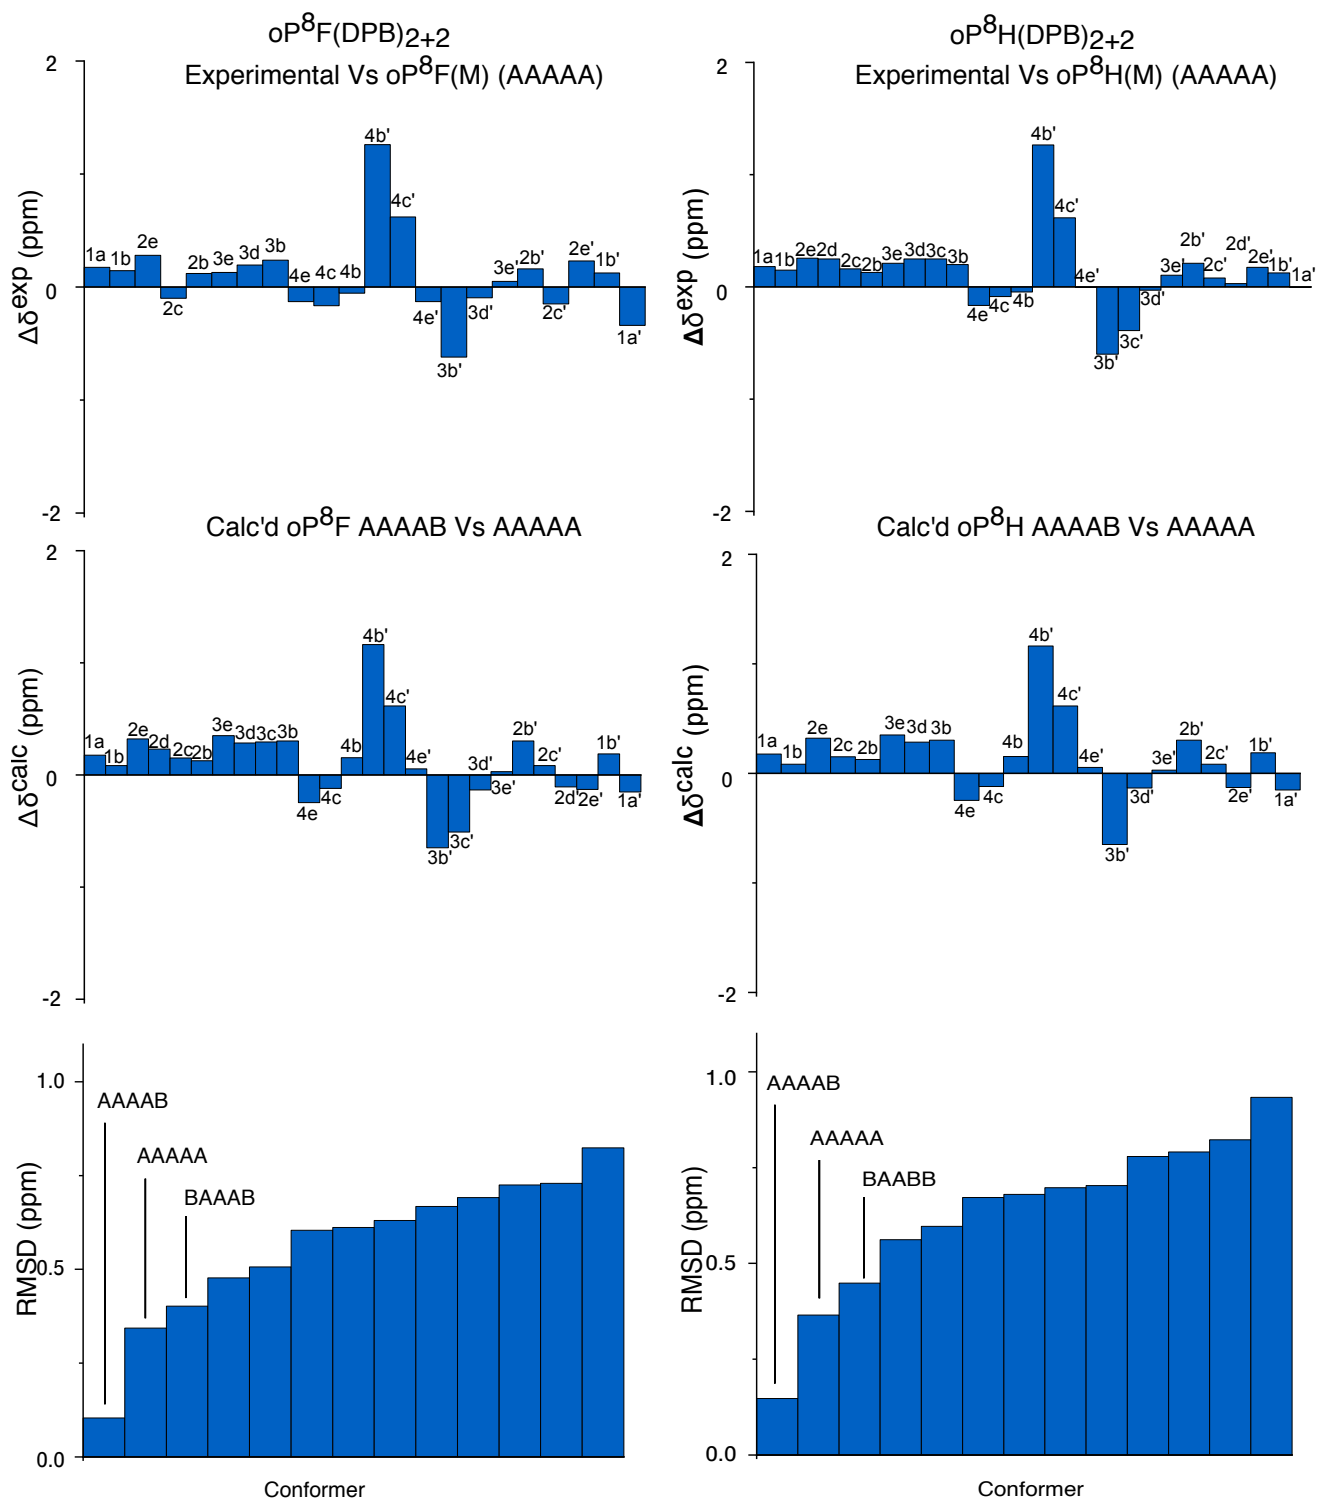 oP8F(DPB)2+2
Experimental Vs oP8F(M) (AAAAA)
2
0
-2
Δδexp (ppm)
1a 1b 2e 2c 2b 3e 3d 3b 4e 4c 4b 4b' 4c' 4e' 3b' 3d' 3e' 2b' 2c' 2e' 1b' 1a'
oP8H(DPB)2+2
Experimental Vs oP8H(M) (AAAAA)
2
0
-2
Δδexp (ppm)
1a 1b 2e 2d 2c 2b 3e 3d 3c 3b 4e 4c 4b 4b' 4c' 4e' 3b' 3c' 3d' 3e' 2b' 2c' 2d' 2e' 1b' 1a'
Calc'd oP8F AAAAB Vs AAAAA
2
0
-2
Δδcalc (ppm)
1a 1b 2e 2d 2c 2b 3e 3d 3c 3b 4e 4c 4b 4b' 4c' 4e' 3b' 3c' 3d' 3e' 2b' 2c' 2d' 2e' 1b' 1a'
Calc'd oP8H AAAAB Vs AAAAA
2
0
-2
Δδcalc (ppm)
1a 1b 2e 2c 2b 3e 3d 3b 4e 4c 4b 4b' 4c' 4e' 3b' 3d' 3e' 2b' 2c' 2e' 1b' 1a'
1.0
0.5
0.0
RMSD (ppm)
AAAAB
AAAAA
BAAAB
Conformer
1.0
0.5
0.0
RMSD (ppm)
AAAAB
AAAAA
BAABB
Conformer